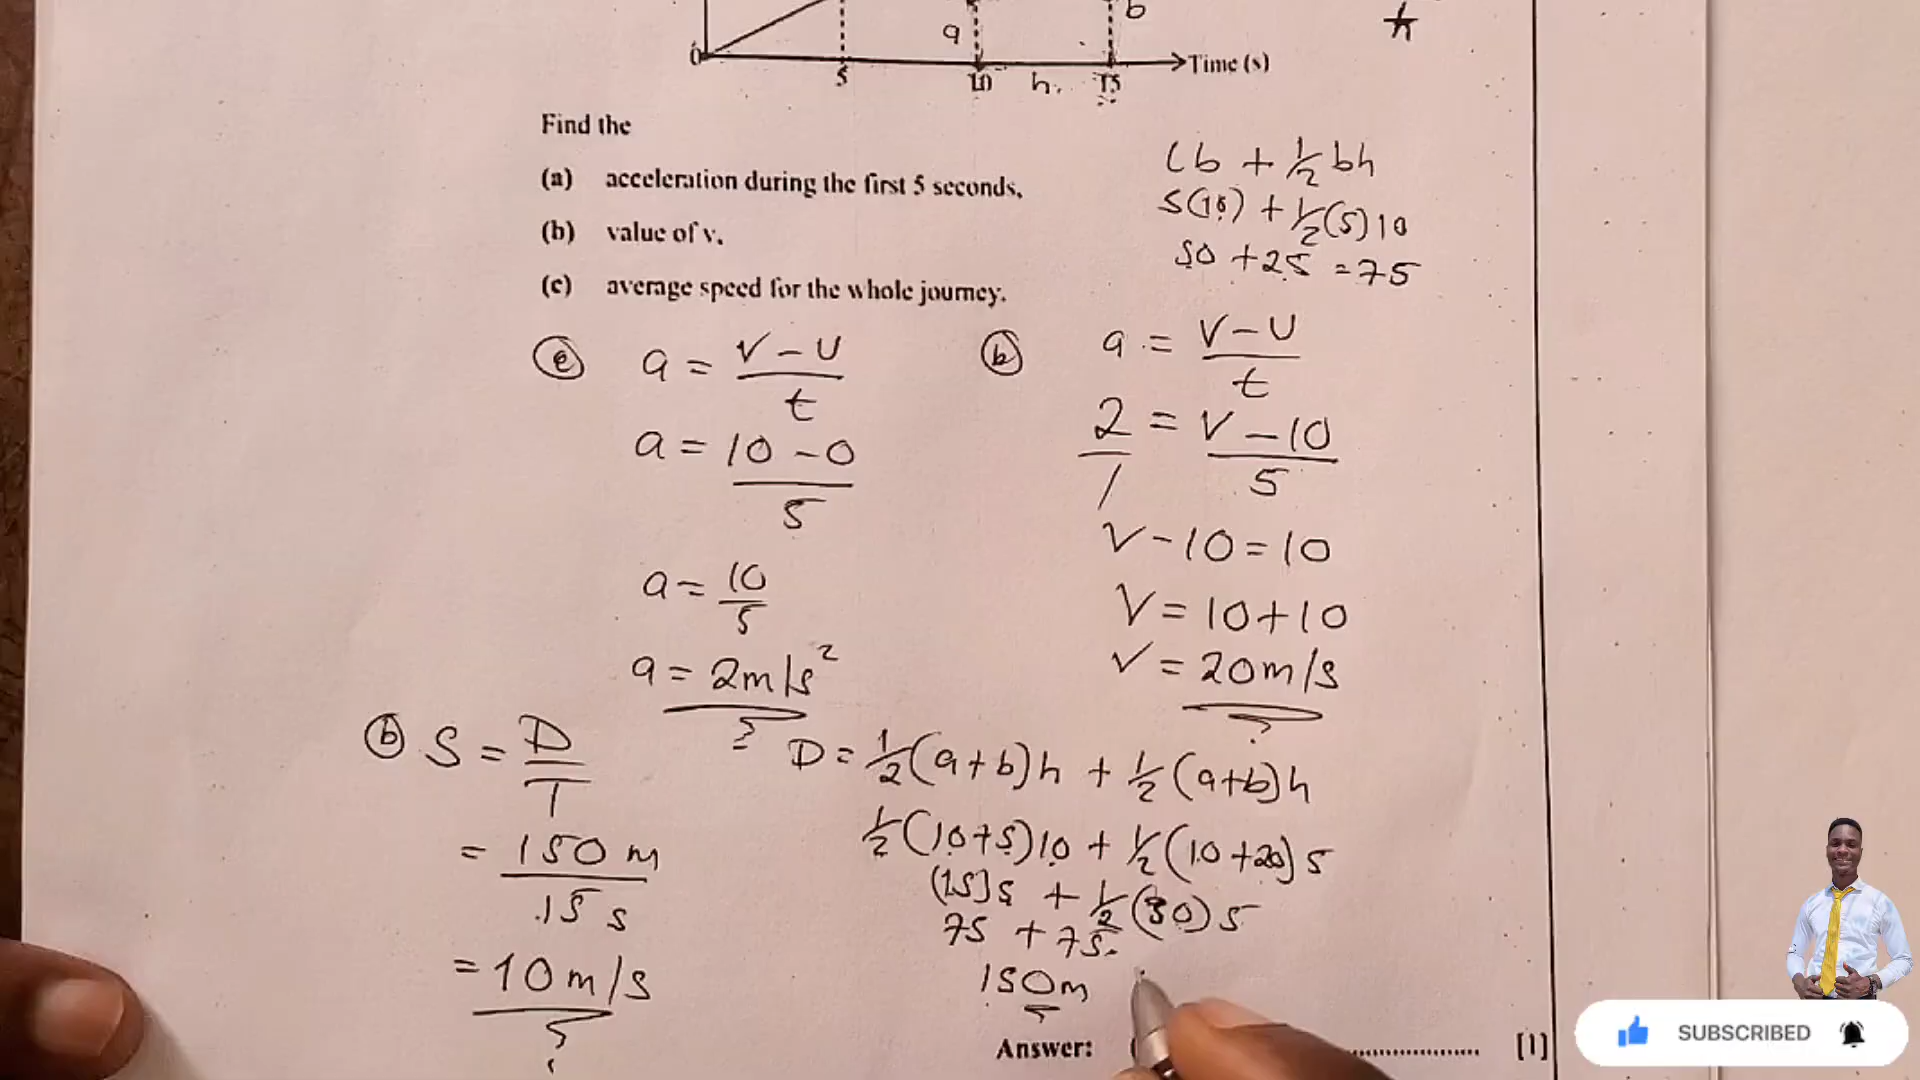 b
a
0
5
10
h
15
Time (s)
Find the
(a) acceleration during the first 5 seconds,
(b) value of v.
(c) average speed for the whole journey.
lb + 1/2 bh
5(10) + 1/2(5)10
50 + 25 = 75
a = v - u / t
a = 10 - 0 / 5
a = 10/5
a = 2m/s²
(b) a = v - u / t
2/1 = v - 10 / 5
v - 10 = 10
v = 10 + 10
v = 20m/s
(b) S = D/T
= 150 m / 15 s
= 10 m/s
D = 1/2(a+b)h + 1/2(a+b)h
1/2(10+5)10 + 1/2(10+20)5
(15)5 + 1/2(30)5
75 + 75
150m
Answer: ( [1]
SUBSCRIBED